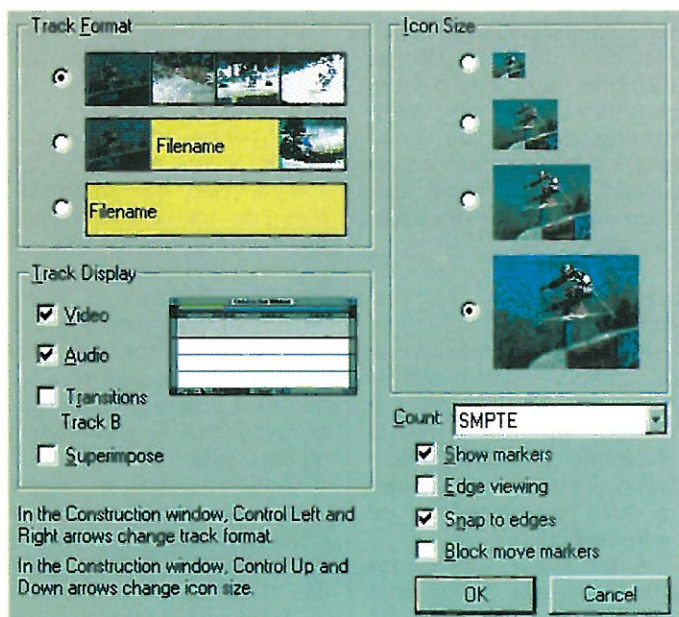 Track Format
Filename
Filename
Track Display
Video
Audio
Transitions
Track B
Superimpose
In the Construction window, Control Left and
Right arrows change track format.
In the Construction window, Control Up and
Down arrows change icon size.
Icon Size
Count SMPTE
Show markers
Edge viewing
Snap to edges
Block move markers
OK Cancel